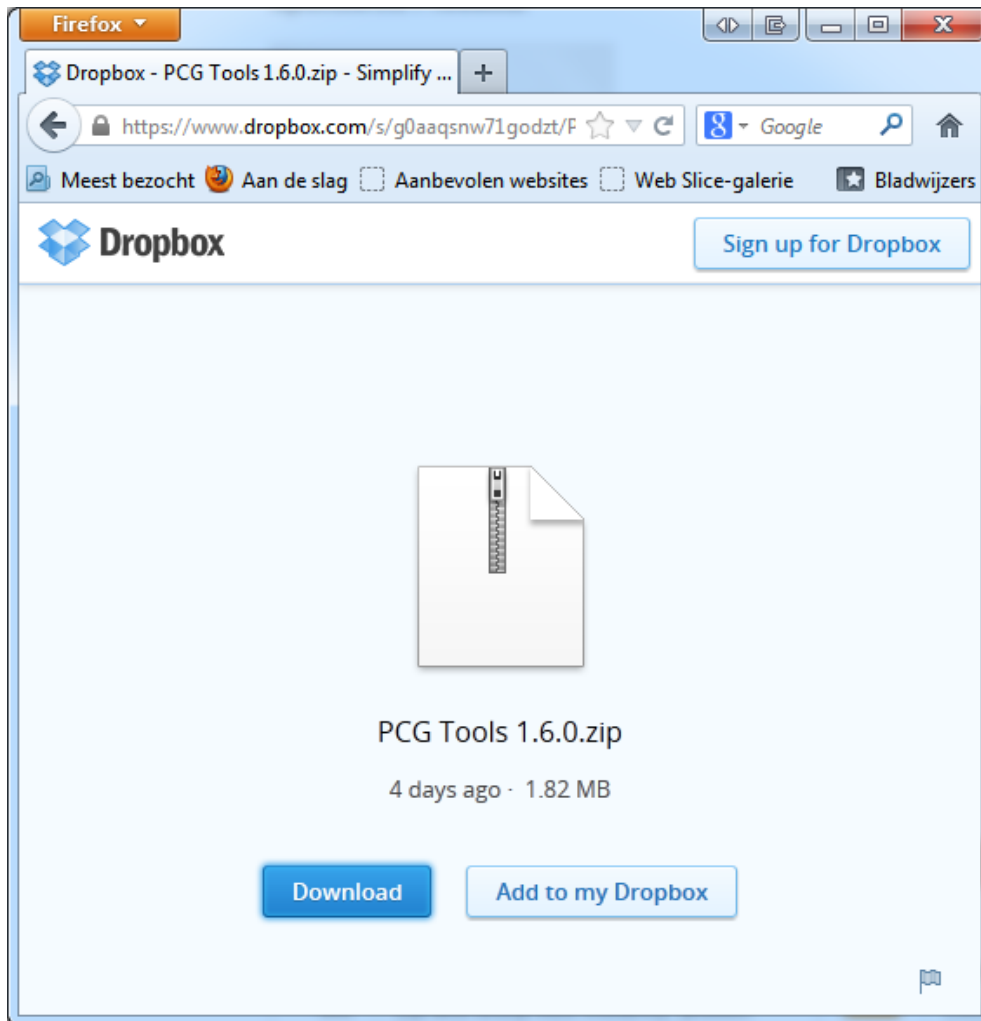 Firefox
Dropbox - PCG Tools 1.6.0.zip - Simplify ...
https://www.dropbox.com/s/g0aaqsnw71godzt/P
Google
Meest bezocht Aan de slag Aanbevolen websites Web Slice-galerie Bladwijzers
Dropbox Sign up for Dropbox
PCG Tools 1.6.0.zip
4 days ago · 1.82 MB
Download Add to my Dropbox